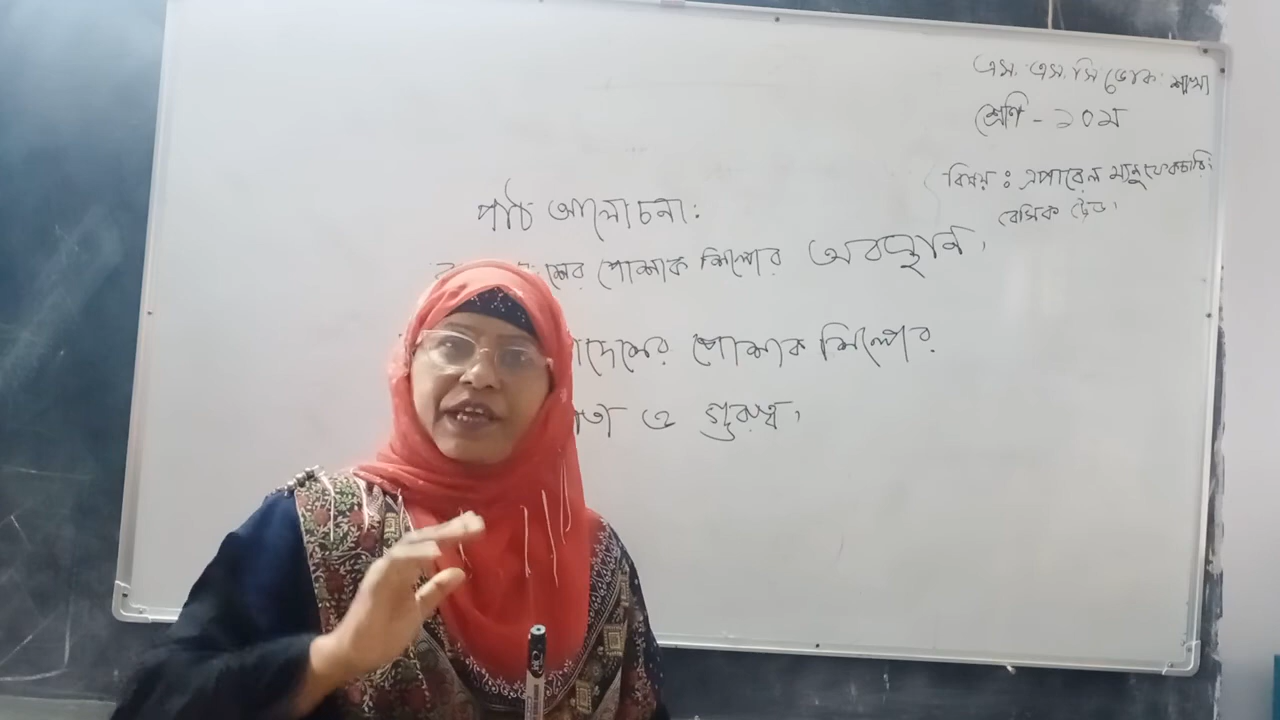 এস. এস. সি ভোক শাখা
শ্রেণি - ১০ম
বিষয় : এপারেল ম্যানুফেকচারিং
বেসিক ট্রেড।
পাঠ আলোচনা:
পোশাক শিল্পের অবস্থান,
পোশাক শিল্পের
ও গুরুত্ব,